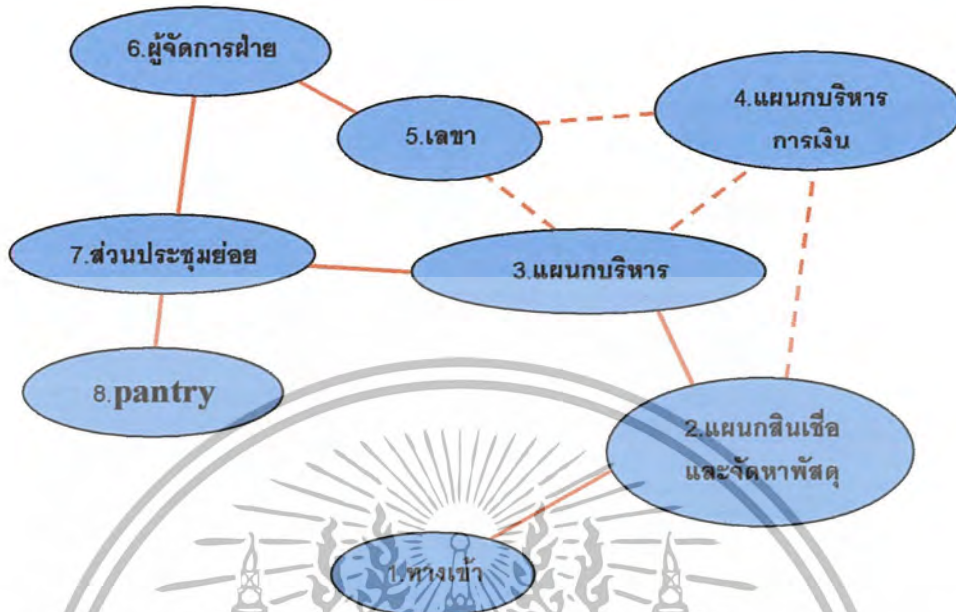 6.ผู้จัดการฝ่าย
5.เลขา
4.แผนกบริหาร
การเงิน
7.ส่วนประชุมย่อย
3.แผนกบริหาร
8.pantry
2.แผนกสินเชื่อ
และจัดหาพัสดุ
1.ทางเข้า